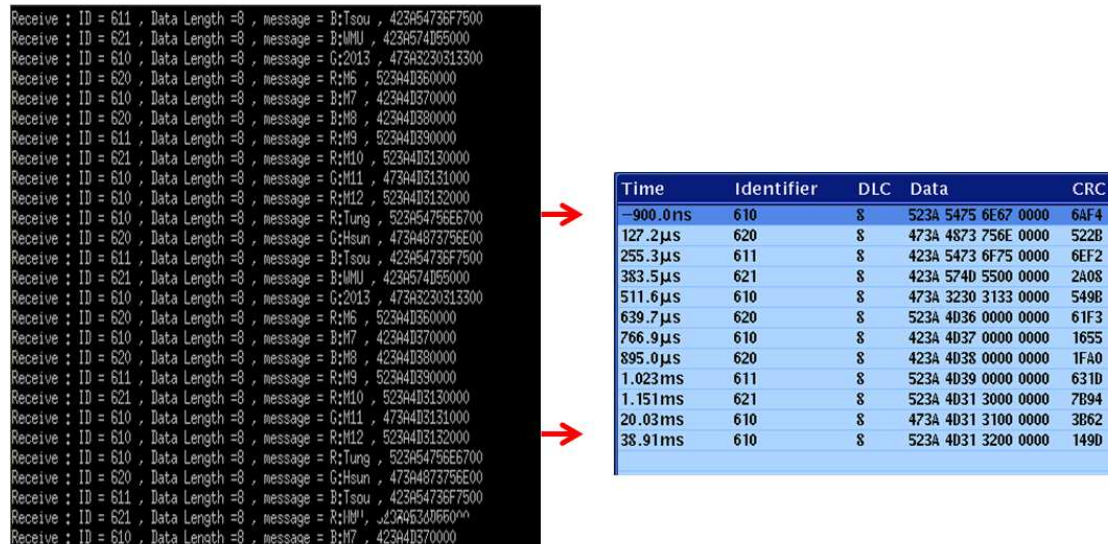 Receive : ID = 611 , Data Length =8 , message = B:Tsou , 423A54736F7500
Receive : ID = 621 , Data Length =8 , message = B:WMU , 423A574D55000
Receive : ID = 610 , Data Length =8 , message = G:2013 , 473A3230313300
Receive : ID = 620 , Data Length =8 , message = R:M6 , 523A4D360000
Receive : ID = 610 , Data Length =8 , message = B:M7 , 423A4D370000
Receive : ID = 620 , Data Length =8 , message = B:M8 , 423A4D380000
Receive : ID = 611 , Data Length =8 , message = R:M9 , 523A4D390000
Receive : ID = 621 , Data Length =8 , message = R:M10 , 523A4D3130000
Receive : ID = 610 , Data Length =8 , message = G:M11 , 473A4D3131000
Receive : ID = 610 , Data Length =8 , message = R:M12 , 523A4D3132000
Receive : ID = 610 , Data Length =8 , message = R:Tung , 523A54756E6700
Receive : ID = 620 , Data Length =8 , message = G:Hsun , 473A4873756E00
Receive : ID = 611 , Data Length =8 , message = B:Tsou , 423A54736F7500
Receive : ID = 621 , Data Length =8 , message = B:WMU , 423A574D55000
Receive : ID = 610 , Data Length =8 , message = G:2013 , 473A3230313300
Receive : ID = 620 , Data Length =8 , message = R:M6 , 523A4D360000
Receive : ID = 610 , Data Length =8 , message = B:M7 , 423A4D370000
Receive : ID = 620 , Data Length =8 , message = B:M8 , 423A4D380000
Receive : ID = 611 , Data Length =8 , message = R:M9 , 523A4D390000
Receive : ID = 621 , Data Length =8 , message = R:M10 , 523A4D3130000
Receive : ID = 610 , Data Length =8 , message = G:M11 , 473A4D3131000
Receive : ID = 610 , Data Length =8 , message = R:M12 , 523A4D3132000
Receive : ID = 610 , Data Length =8 , message = R:Tung , 523A54756E6700
Receive : ID = 620 , Data Length =8 , message = G:Hsun , 473A4873756E00
Receive : ID = 611 , Data Length =8 , message = B:Tsou , 423A54736F7500
Receive : ID = 621 , Data Length =8 , message =
Receive : ID = 610 , Data Length =8 , message = B:M7 , 423A4D370000
Time Identifier DLC Data CRC
−900.0ns 610 8 523A 5475 6E67 0000 6AF4
127.2µs 620 8 473A 4873 756E 0000 522B
255.3µs 611 8 423A 5473 6F75 0000 6EF2
383.5µs 621 8 423A 574D 5500 0000 2A08
511.6µs 610 8 473A 3230 3133 0000 549B
639.7µs 620 8 523A 4D36 0000 0000 61F3
766.9µs 610 8 423A 4D37 0000 0000 1655
895.0µs 620 8 423A 4D38 0000 0000 1FA0
1.023ms 611 8 523A 4D39 0000 0000 631D
1.151ms 621 8 523A 4D31 3000 0000 7B94
20.03ms 610 8 473A 4D31 3100 0000 3B62
38.91ms 610 8 523A 4D31 3200 0000 149D